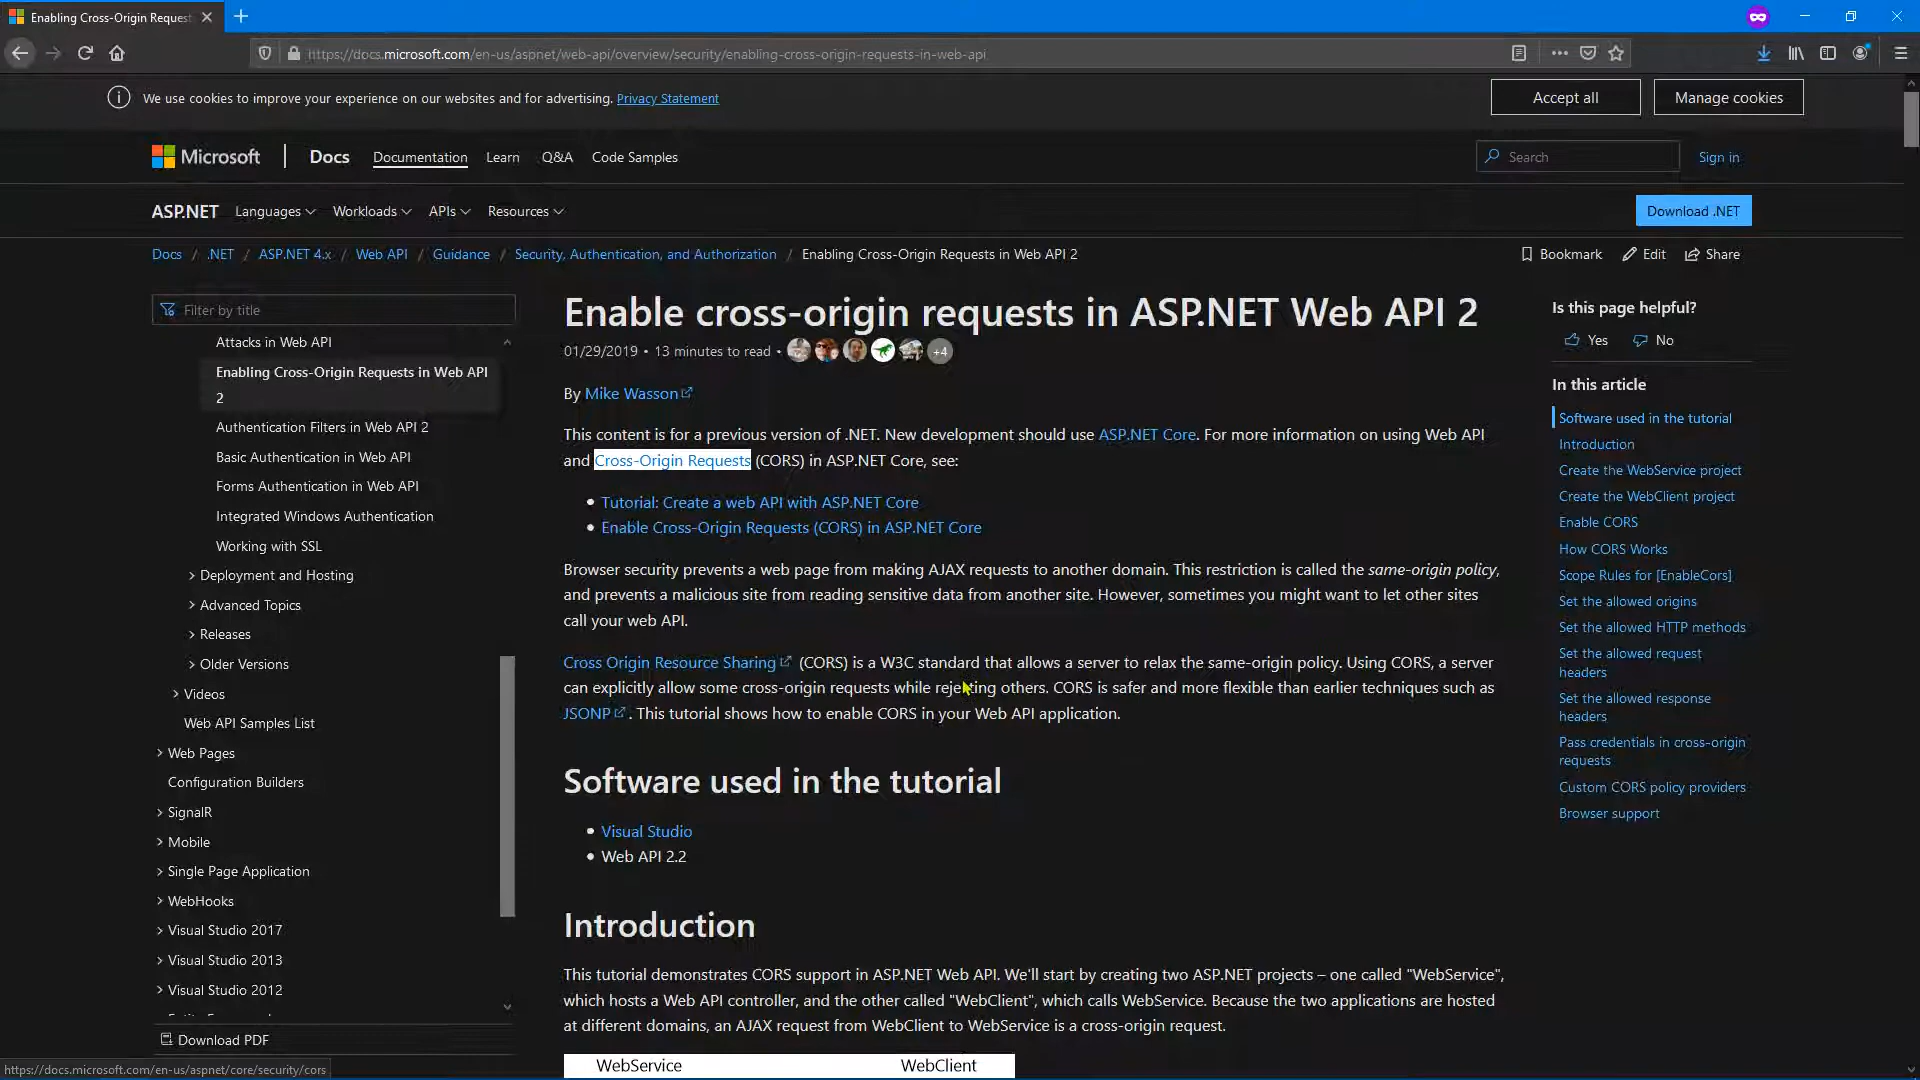 Enabling Cross-Origin Request
https://docs.microsoft.com/en-us/aspnet/web-api/overview/security/enabling-cross-origin-requests-in-web-api
We use cookies to improve your experience on our websites and for advertising. Privacy Statement
Accept all
Manage cookies
Microsoft
Docs
Documentation
Learn
Q&A
Code Samples
Search
Sign in
ASP.NET
Languages
Workloads
APIs
Resources
Download .NET
Docs / .NET / ASP.NET 4.x / Web API / Guidance / Security, Authentication, and Authorization / Enabling Cross-Origin Requests in Web API 2
Bookmark
Edit
Share
Filter by title
Attacks in Web API
Enabling Cross-Origin Requests in Web API
2
Authentication Filters in Web API 2
Basic Authentication in Web API
Forms Authentication in Web API
Integrated Windows Authentication
Working with SSL
Deployment and Hosting
Advanced Topics
Releases
Older Versions
Videos
Web API Samples List
Web Pages
Configuration Builders
SignalR
Mobile
Single Page Application
WebHooks
Visual Studio 2017
Visual Studio 2013
Visual Studio 2012
Download PDF
Enable cross-origin requests in ASP.NET Web API 2
01/29/2019 • 13 minutes to read •
+4
By Mike Wasson
This content is for a previous version of .NET. New development should use ASP.NET Core. For more information on using Web API
and Cross-Origin Requests (CORS) in ASP.NET Core, see:
• Tutorial: Create a web API with ASP.NET Core
• Enable Cross-Origin Requests (CORS) in ASP.NET Core
Browser security prevents a web page from making AJAX requests to another domain. This restriction is called the same-origin policy,
and prevents a malicious site from reading sensitive data from another site. However, sometimes you might want to let other sites
call your web API.
Cross Origin Resource Sharing (CORS) is a W3C standard that allows a server to relax the same-origin policy. Using CORS, a server
can explicitly allow some cross-origin requests while rejecting others. CORS is safer and more flexible than earlier techniques such as
JSONP . This tutorial shows how to enable CORS in your Web API application.
Software used in the tutorial
• Visual Studio
• Web API 2.2
Introduction
This tutorial demonstrates CORS support in ASP.NET Web API. We'll start by creating two ASP.NET projects – one called "WebService",
which hosts a Web API controller, and the other called "WebClient", which calls WebService. Because the two applications are hosted
at different domains, an AJAX request from WebClient to WebService is a cross-origin request.
WebService
WebClient
Is this page helpful?
Yes
No
In this article
Software used in the tutorial
Introduction
Create the WebService project
Create the WebClient project
Enable CORS
How CORS Works
Scope Rules for [EnableCors]
Set the allowed origins
Set the allowed HTTP methods
Set the allowed request
headers
Set the allowed response
headers
Pass credentials in cross-origin
requests
Custom CORS policy providers
Browser support
https://docs.microsoft.com/en-us/aspnet/core/security/cors